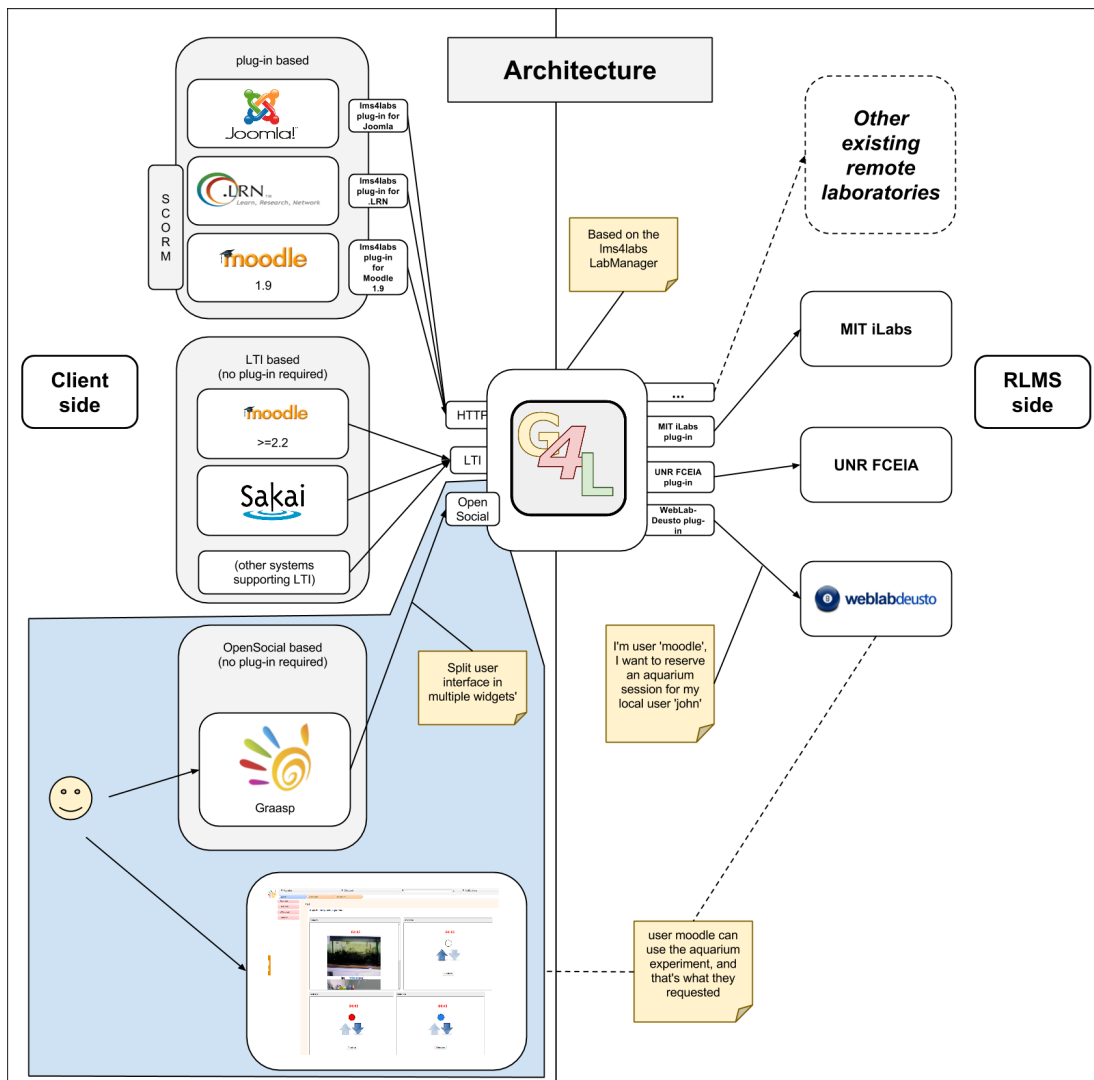 Architecture
plug-in based
Joomla!
lms4labs
plug-in for
Joomla
SCORM
.LRN™
Learn, Research, Network
lms4labs
plug-in for
.LRN
moodle
1.9
lms4labs
plug-in
for
Moodle
1.9
Other
existing
remote
laboratories
Based on the
lms4labs
LabManager
MIT iLabs
Client
side
LTI based
(no plug-in required)
moodle
>=2.2
Sakai
(other systems
supporting LTI)
HTTP
LTI
Open
Social
G4L
...
MIT iLabs
plug-in
UNR FCEIA
plug-in
WebLab-
Deusto plug-
in
RLMS
side
UNR FCEIA
weblabdeusto
OpenSocial based
(no plug-in required)
Graasp
Split user
interface in
multiple widgets'
I'm user 'moodle',
I want to reserve
an aquarium
session for my
local user 'john'
user moodle can
use the aquarium
experiment, and
that's what they
requested